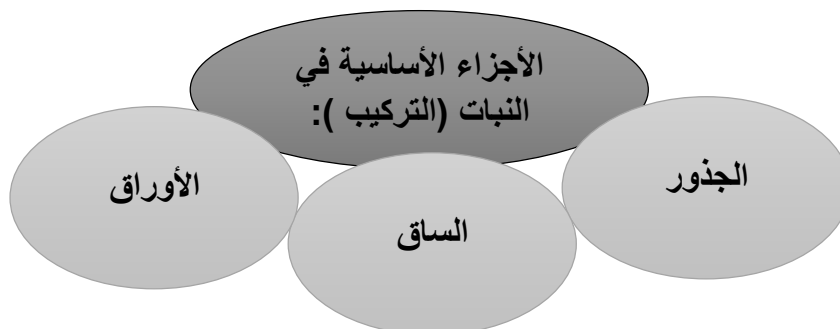 الأجزاء الأساسية في
النبات (التركيب ):
الجذور
الساق
الأوراق